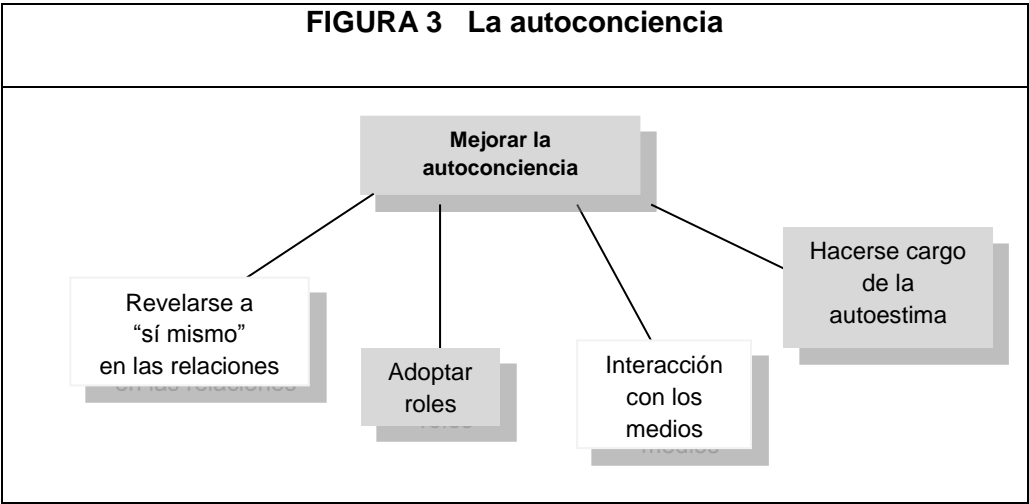 FIGURA 3 La autoconciencia
Mejorar la
autoconciencia
Revelarse a
“sí mismo”
en las relaciones
Adoptar
roles
Interacción
con los
medios
Hacerse cargo
de la
autoestima